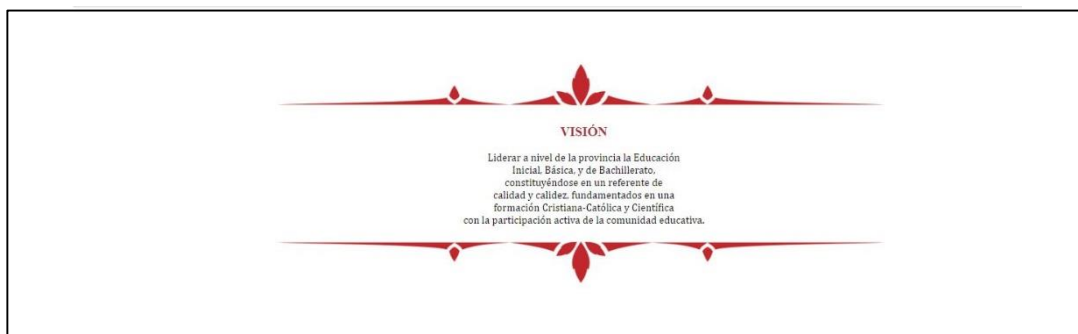 VISIÓN
Liderar a nivel de la provincia la Educación
Inicial, Básica, y de Bachillerato,
constituyéndose en un referente de
calidad y calidez, fundamentados en una
formación Cristiana-Católica y Científica
con la participación activa de la comunidad educativa.